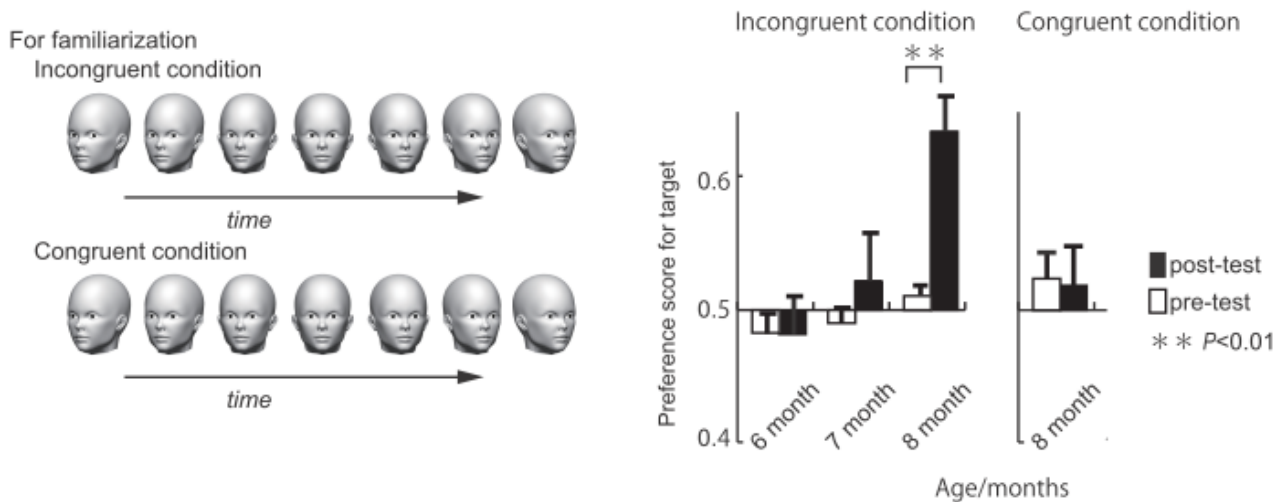 For familiarization
Incongruent condition
time
Congruent condition
time
Incongruent condition
Congruent condition
**
Preference score for target
0.6
0.5
0.4
6 month
7 month
8 month
8 month
Age/months
post-test
pre-test
** P<0.01